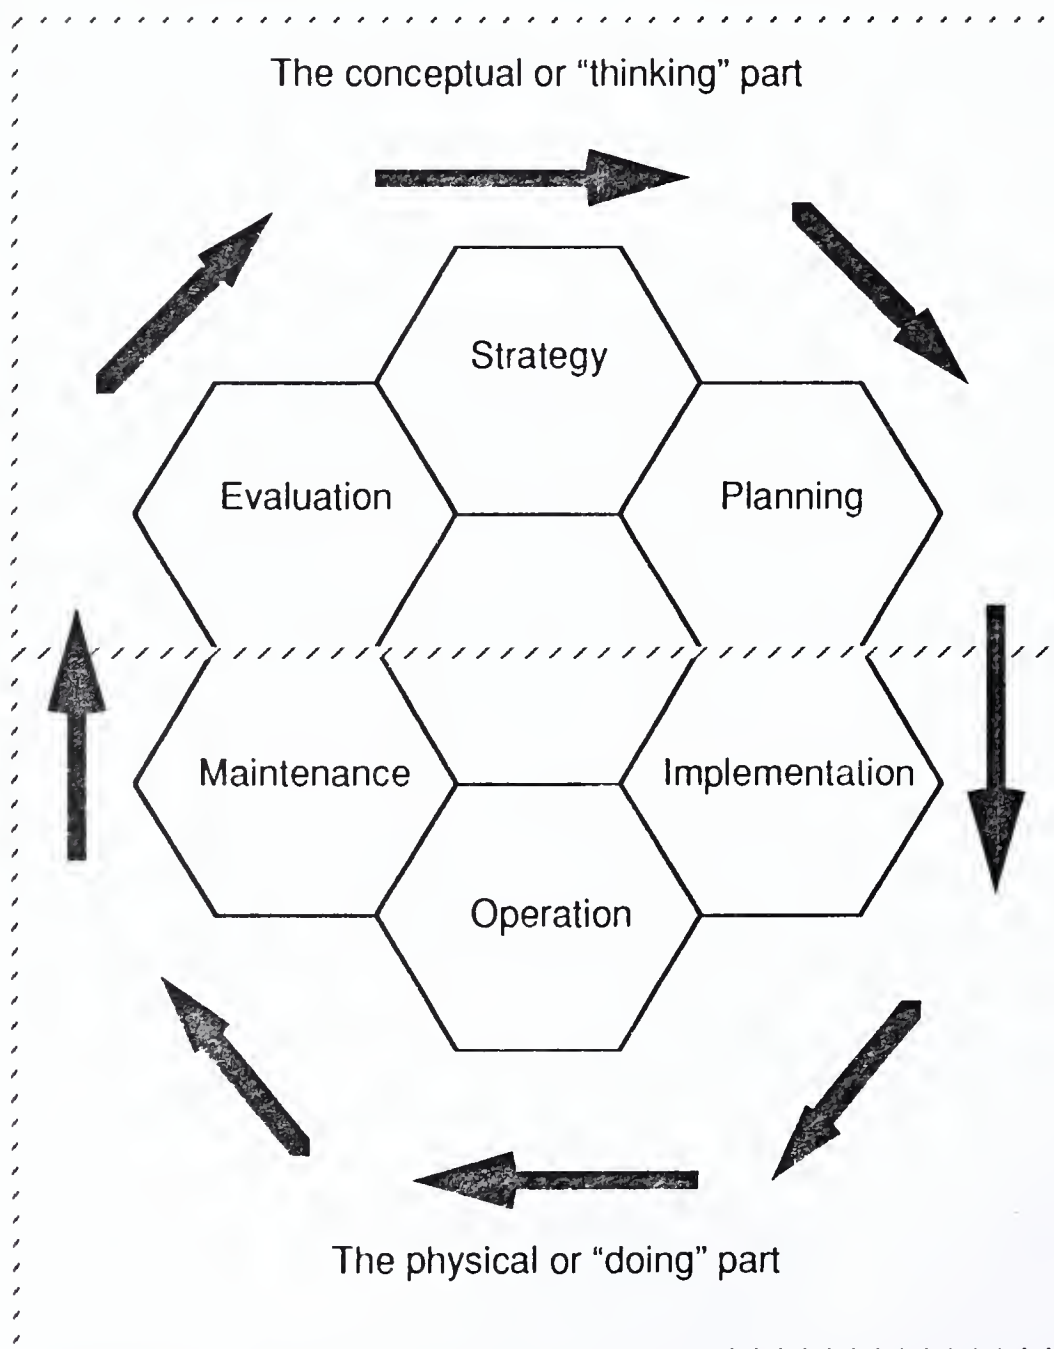 The conceptual or “thinking” part
Strategy
Evaluation
Planning
Maintenance
Implementation
Operation
The physical or “doing” part